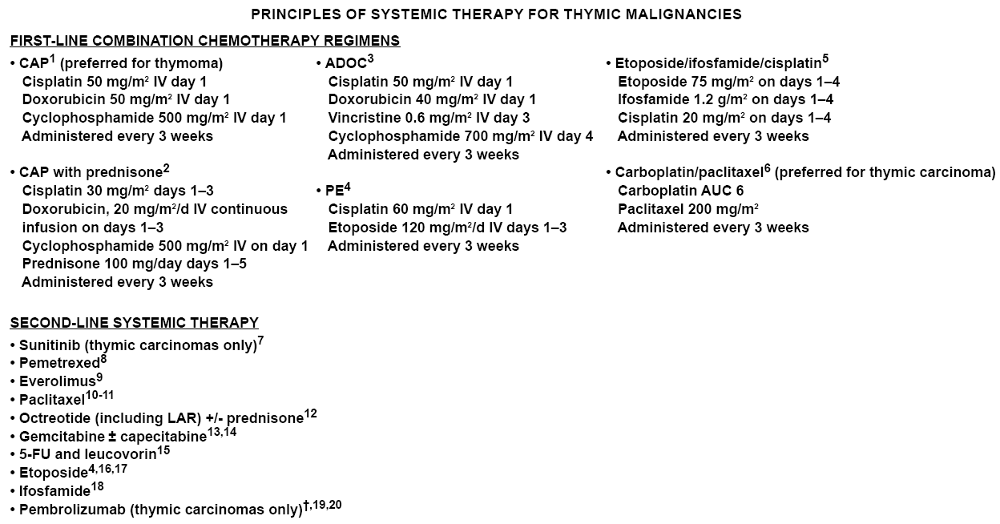 PRINCIPLES OF SYSTEMIC THERAPY FOR THYMIC MALIGNANCIES
FIRST-LINE COMBINATION CHEMOTHERAPY REGIMENS
• CAP¹ (preferred for thymoma)
Cisplatin 50 mg/m² IV day 1
Doxorubicin 50 mg/m² IV day 1
Cyclophosphamide 500 mg/m² IV day 1
Administered every 3 weeks
• CAP with prednisone²
Cisplatin 30 mg/m² days 1–3
Doxorubicin, 20 mg/m²/d IV continuous
infusion on days 1–3
Cyclophosphamide 500 mg/m² IV on day 1
Prednisone 100 mg/day days 1–5
Administered every 3 weeks
• ADOC³
Cisplatin 50 mg/m² IV day 1
Doxorubicin 40 mg/m² IV day 1
Vincristine 0.6 mg/m² IV day 3
Cyclophosphamide 700 mg/m² IV day 4
Administered every 3 weeks
• PE⁴
Cisplatin 60 mg/m² IV day 1
Etoposide 120 mg/m²/d IV days 1–3
Administered every 3 weeks
• Etoposide/ifosfamide/cisplatin⁵
Etoposide 75 mg/m² on days 1–4
Ifosfamide 1.2 g/m² on days 1–4
Cisplatin 20 mg/m² on days 1–4
Administered every 3 weeks
• Carboplatin/paclitaxel⁶ (preferred for thymic carcinoma)
Carboplatin AUC 6
Paclitaxel 200 mg/m²
Administered every 3 weeks
SECOND-LINE SYSTEMIC THERAPY
• Sunitinib (thymic carcinomas only)⁷
• Pemetrexed⁸
• Everolimus⁹
• Paclitaxel¹⁰⁻¹¹
• Octreotide (including LAR) +/- prednisone¹²
• Gemcitabine ± capecitabine¹³,¹⁴
• 5-FU and leucovorin¹⁵
• Etoposide⁴,¹⁶,¹⁷
• Ifosfamide¹⁸
• Pembrolizumab (thymic carcinomas only)†,¹⁹,²⁰